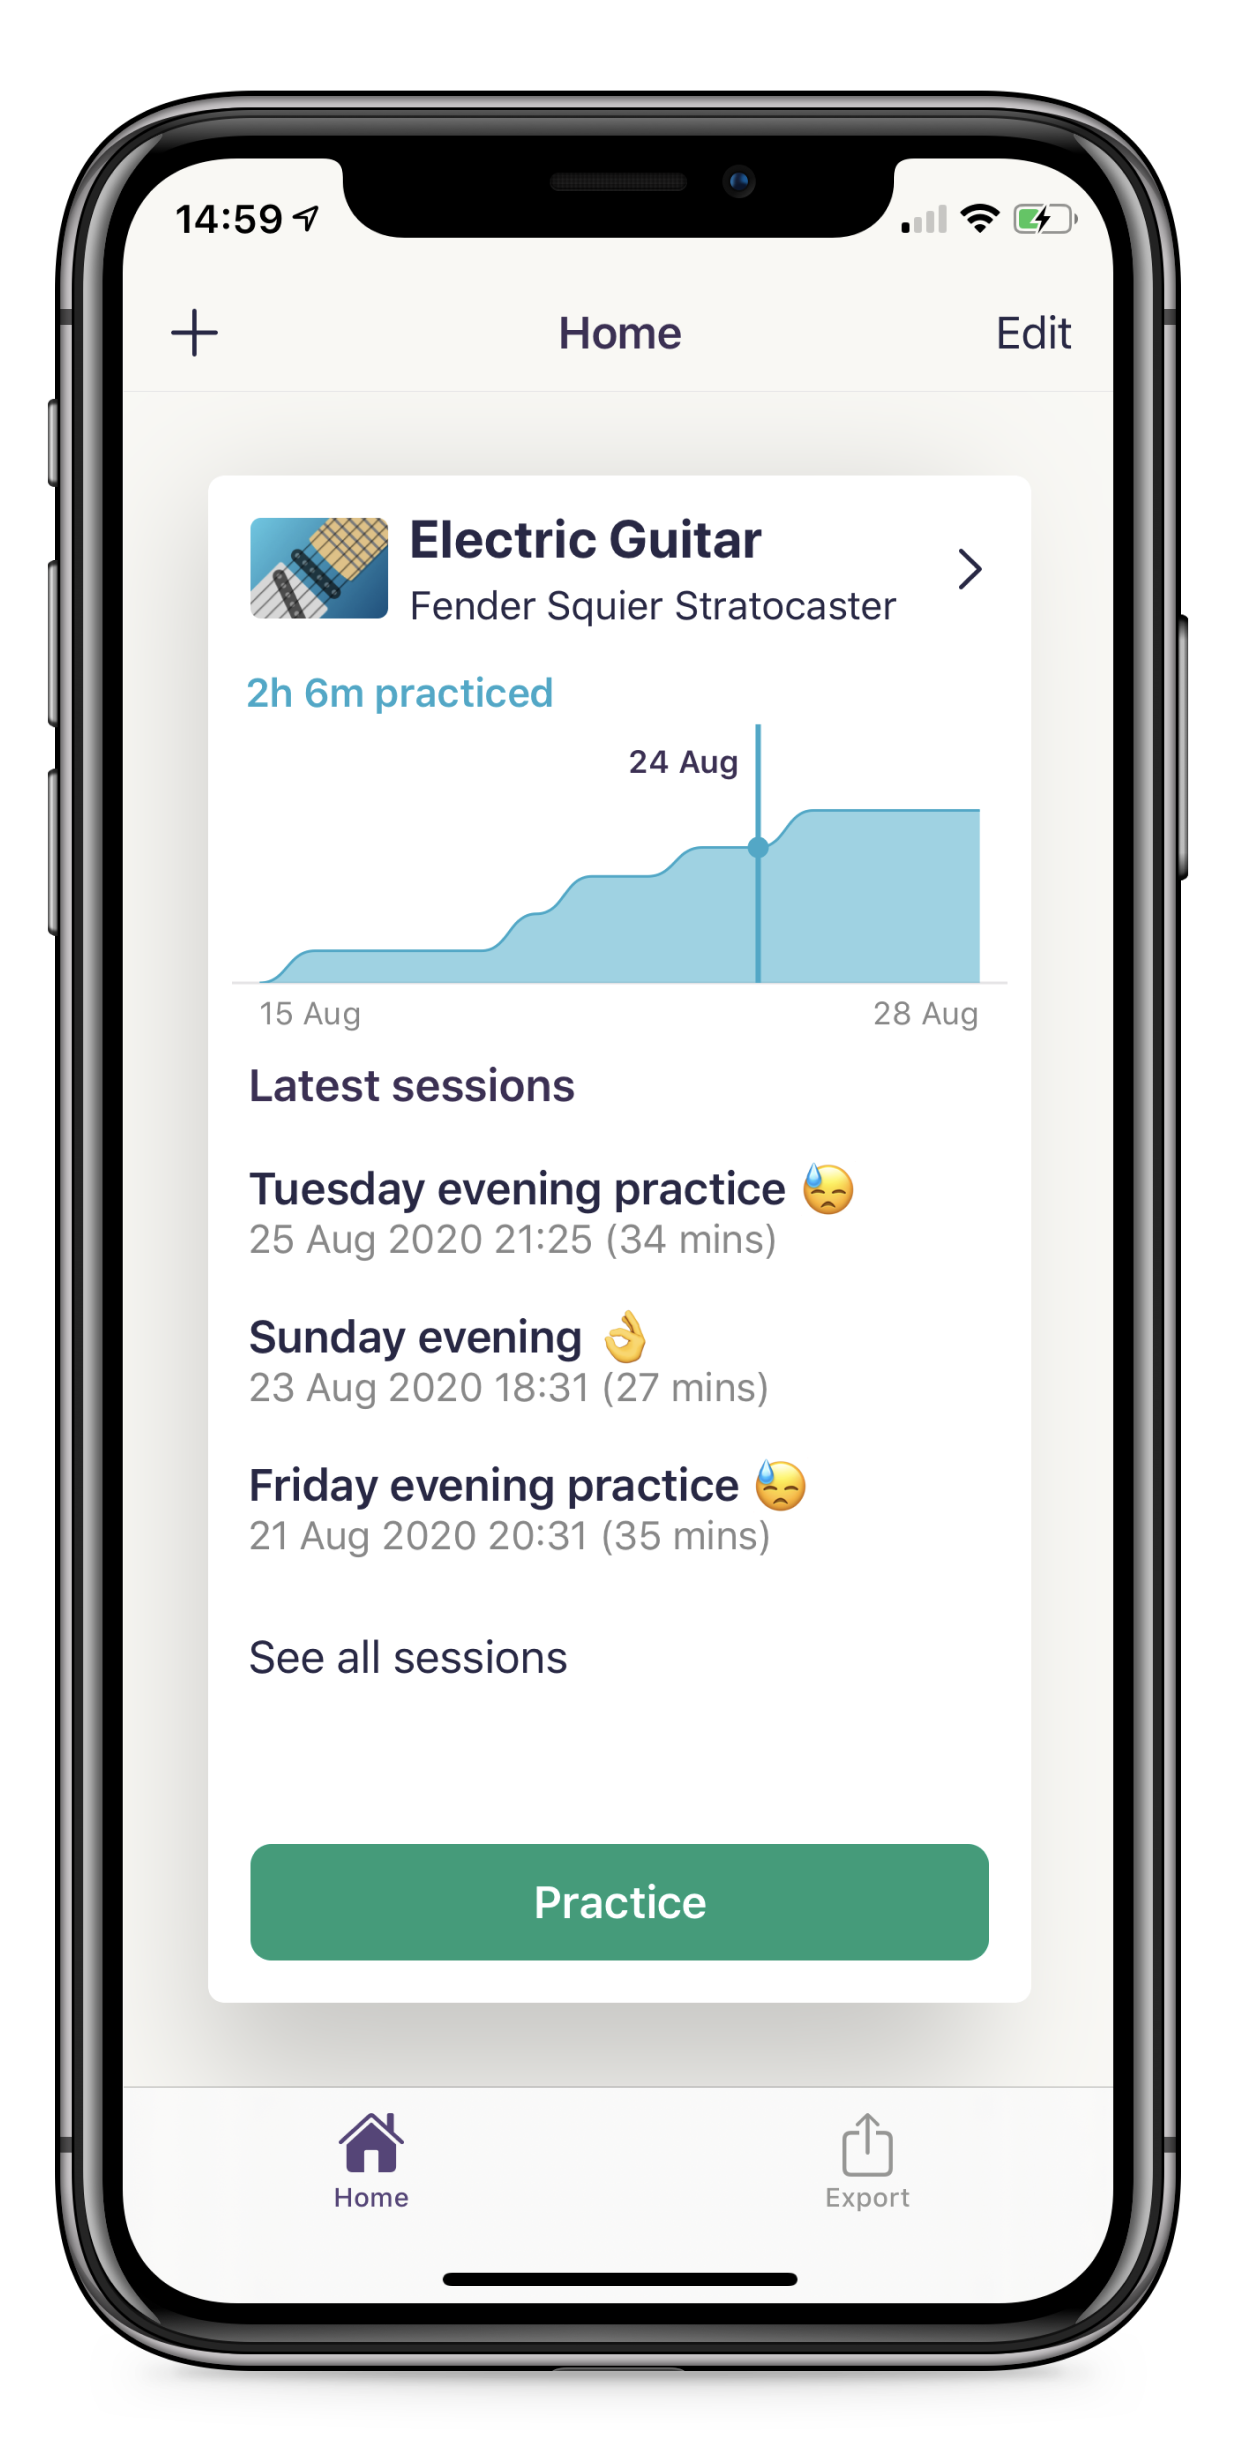 14:59
Home
Edit
Electric Guitar
Fender Squier Stratocaster
2h 6m practiced
24 Aug
15 Aug
28 Aug
Latest sessions
Tuesday evening practice 😓
25 Aug 2020 21:25 (34 mins)
Sunday evening 👌
23 Aug 2020 18:31 (27 mins)
Friday evening practice 😓
21 Aug 2020 20:31 (35 mins)
See all sessions
Practice
Home
Export